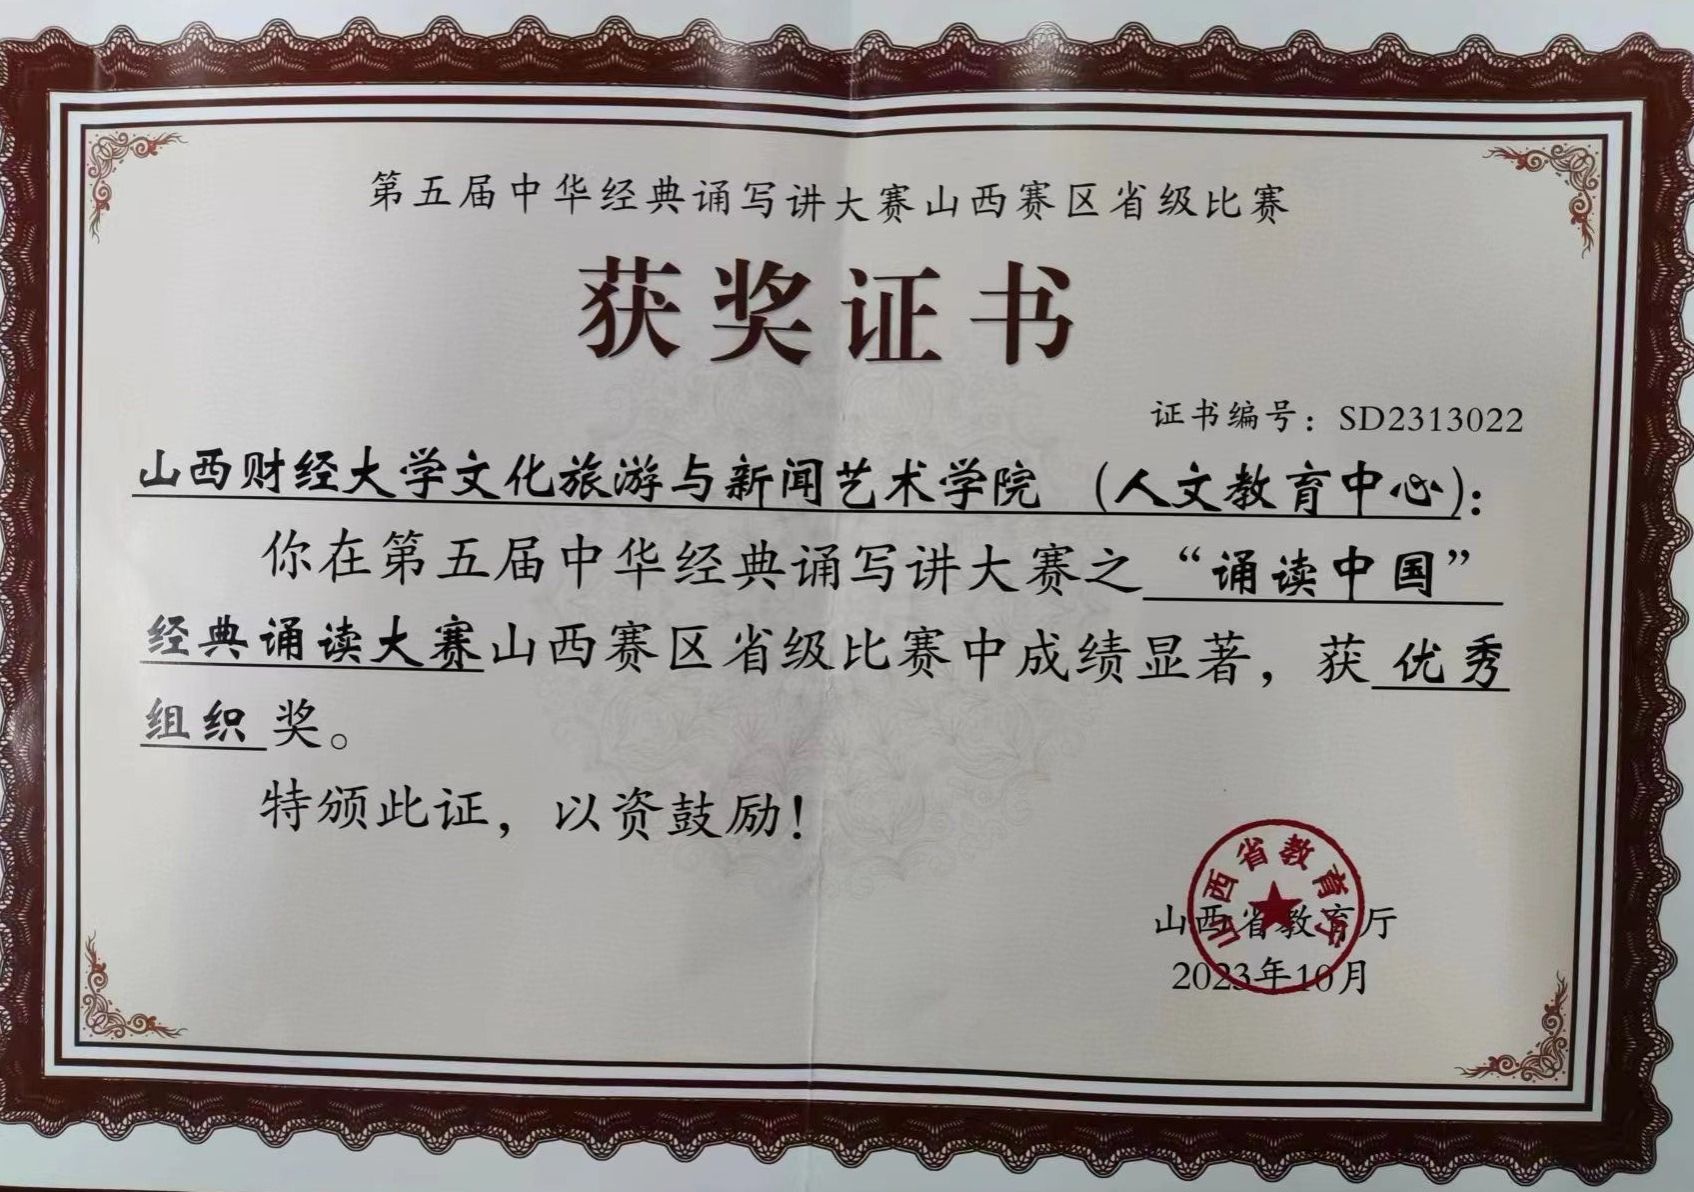 第五届中华经典诵写讲大赛山西赛区省级比赛
获奖证书
证书编号：SD2313022
山西财经大学文化旅游与新闻艺术学院 （人文教育中心）：
你在第五届中华经典诵写讲大赛之 “诵读中国”
经典诵读大赛山西赛区省级比赛中成绩显著，获 优秀
组织 奖。
特颁此证，以资鼓励！
山西省教育厅
山西省教育厅
2023年10月